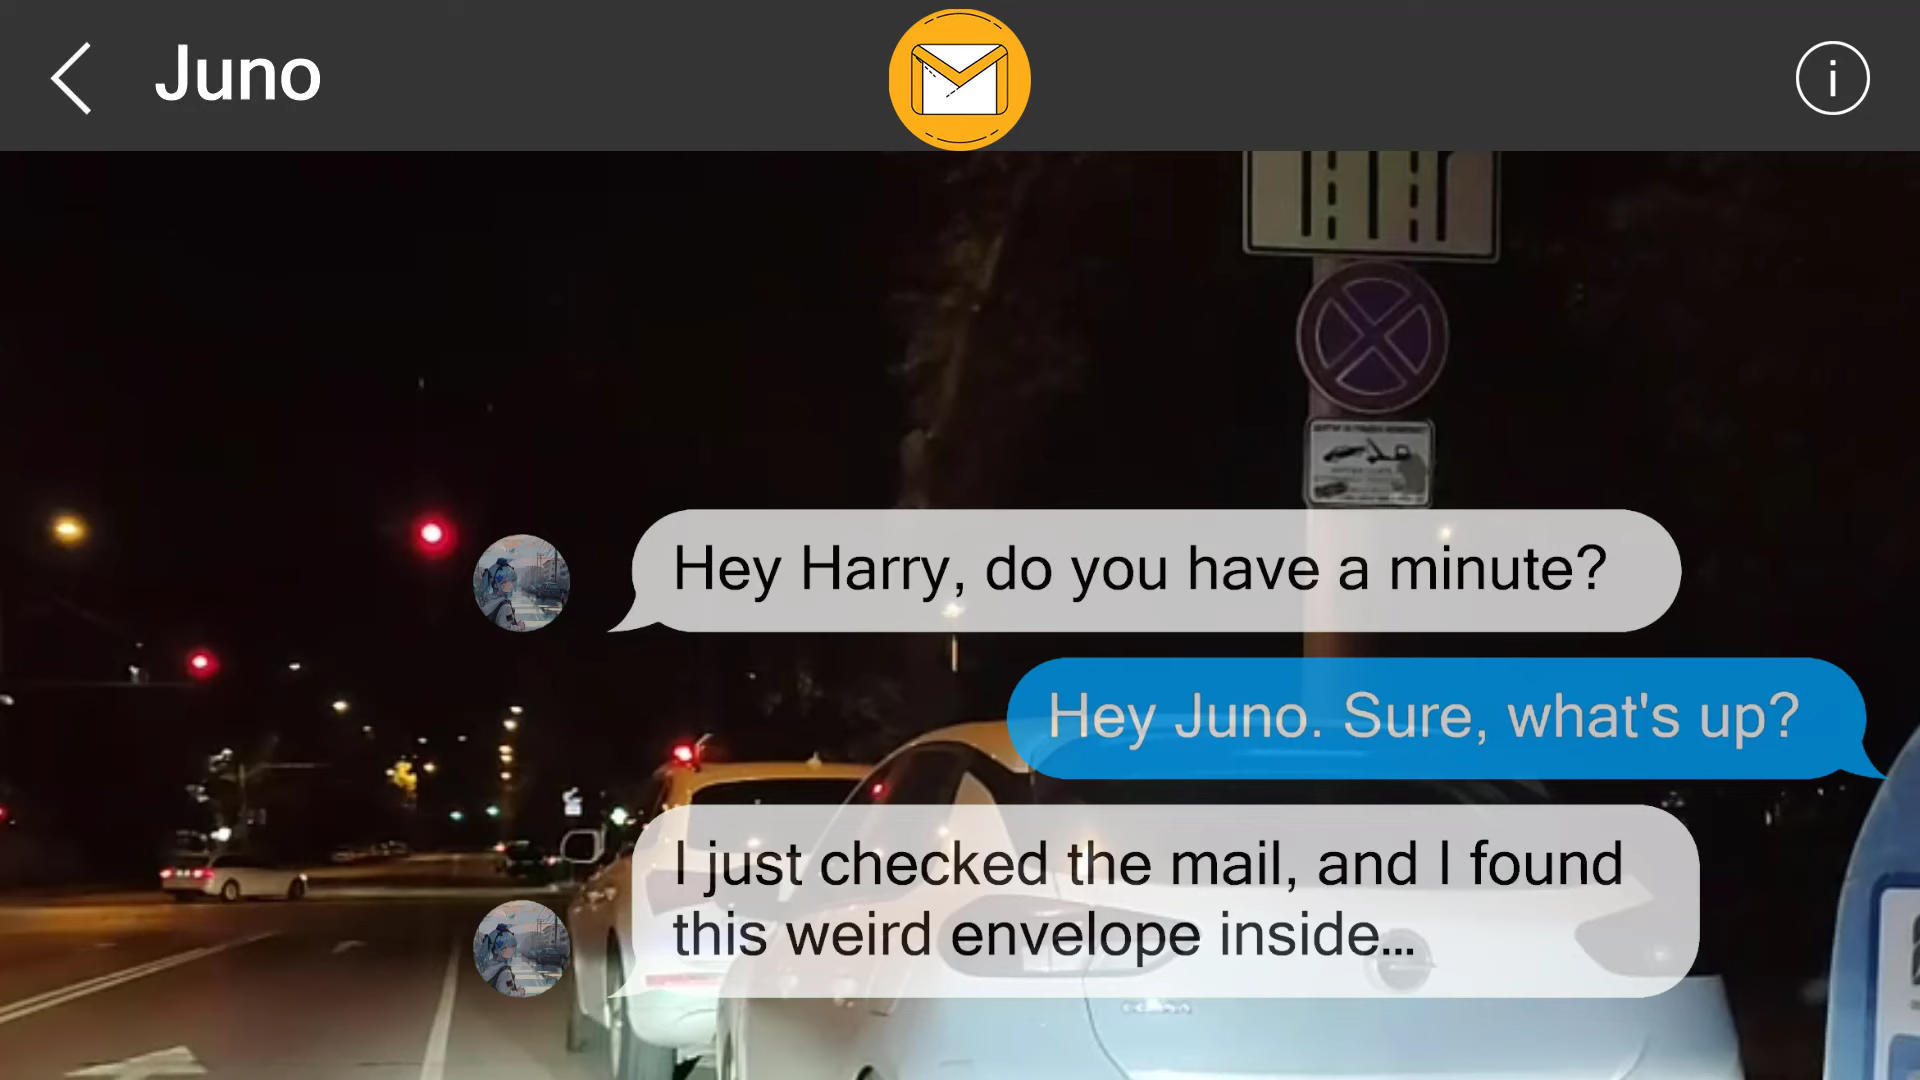 Juno
i
Hey Harry, do you have a minute?
Hey Juno. Sure, what's up?
I just checked the mail, and I found
this weird envelope inside...